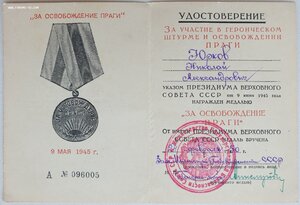 "ЗА ОСВОБОЖДЕНИЕ
ПРАГИ"
9 МАЯ 1945 г.
А № 096005
УДОСТОВЕРЕНИЕ
ЗА УЧАСТИЕ В ГЕРОИЧЕСКОМ
ШТУРМЕ И ОСВОБОЖДЕНИИ
ПРАГИ
Юхов
Николай
Александрович
УКАЗОМ ПРЕЗИДИУМА ВЕРХОВНОГО
СОВЕТА СССР от 9 июня 1945 года
НАГРАЖДЕН МЕДАЛЬЮ
"ЗА ОСВОБОЖДЕНИЕ
ПРАГИ"
От имени ПРЕЗИДИУМА ВЕРХОВНОГО
СОВЕТА СССР МЕДАЛЬ ВРУЧЕНА
СССР